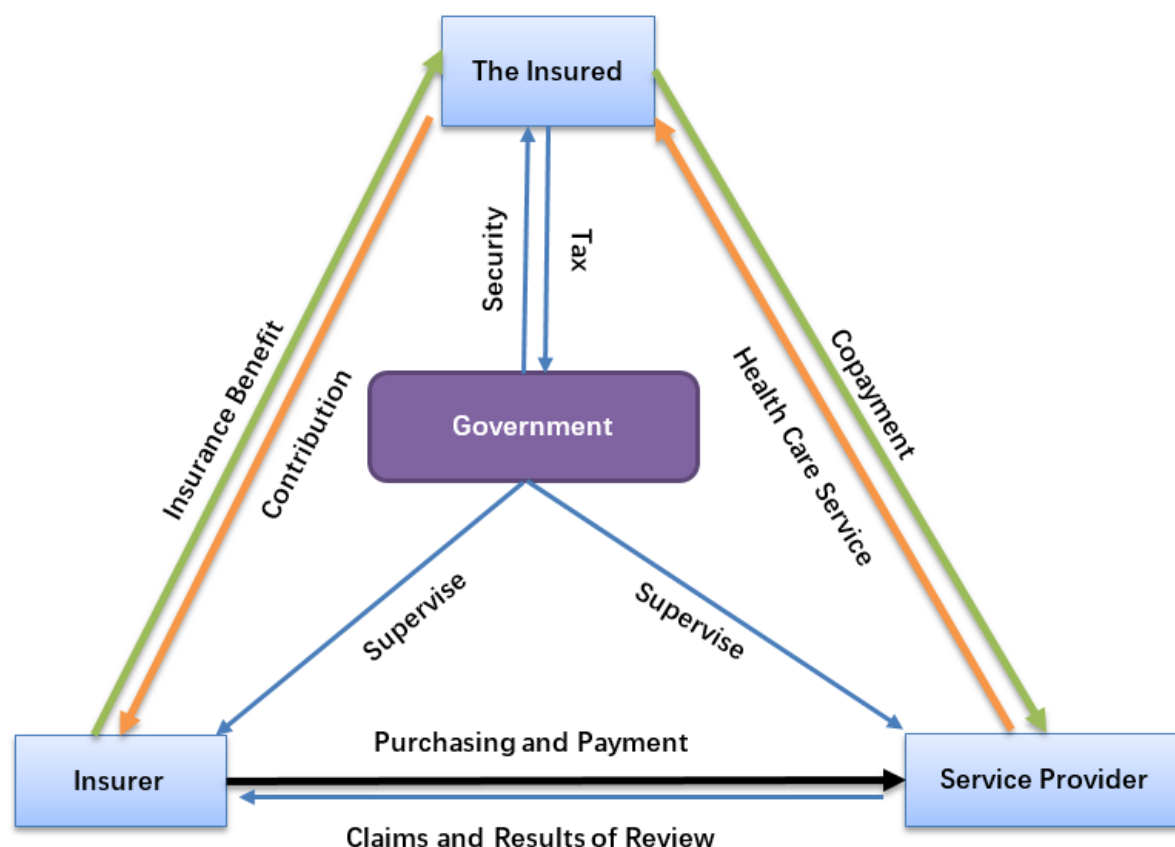 The Insured
Security
Tax
Insurance Benefit
Contribution
Government
Health Care Service
Copayment
Supervise
Supervise
Purchasing and Payment
Insurer
Service Provider
Claims and Results of Review